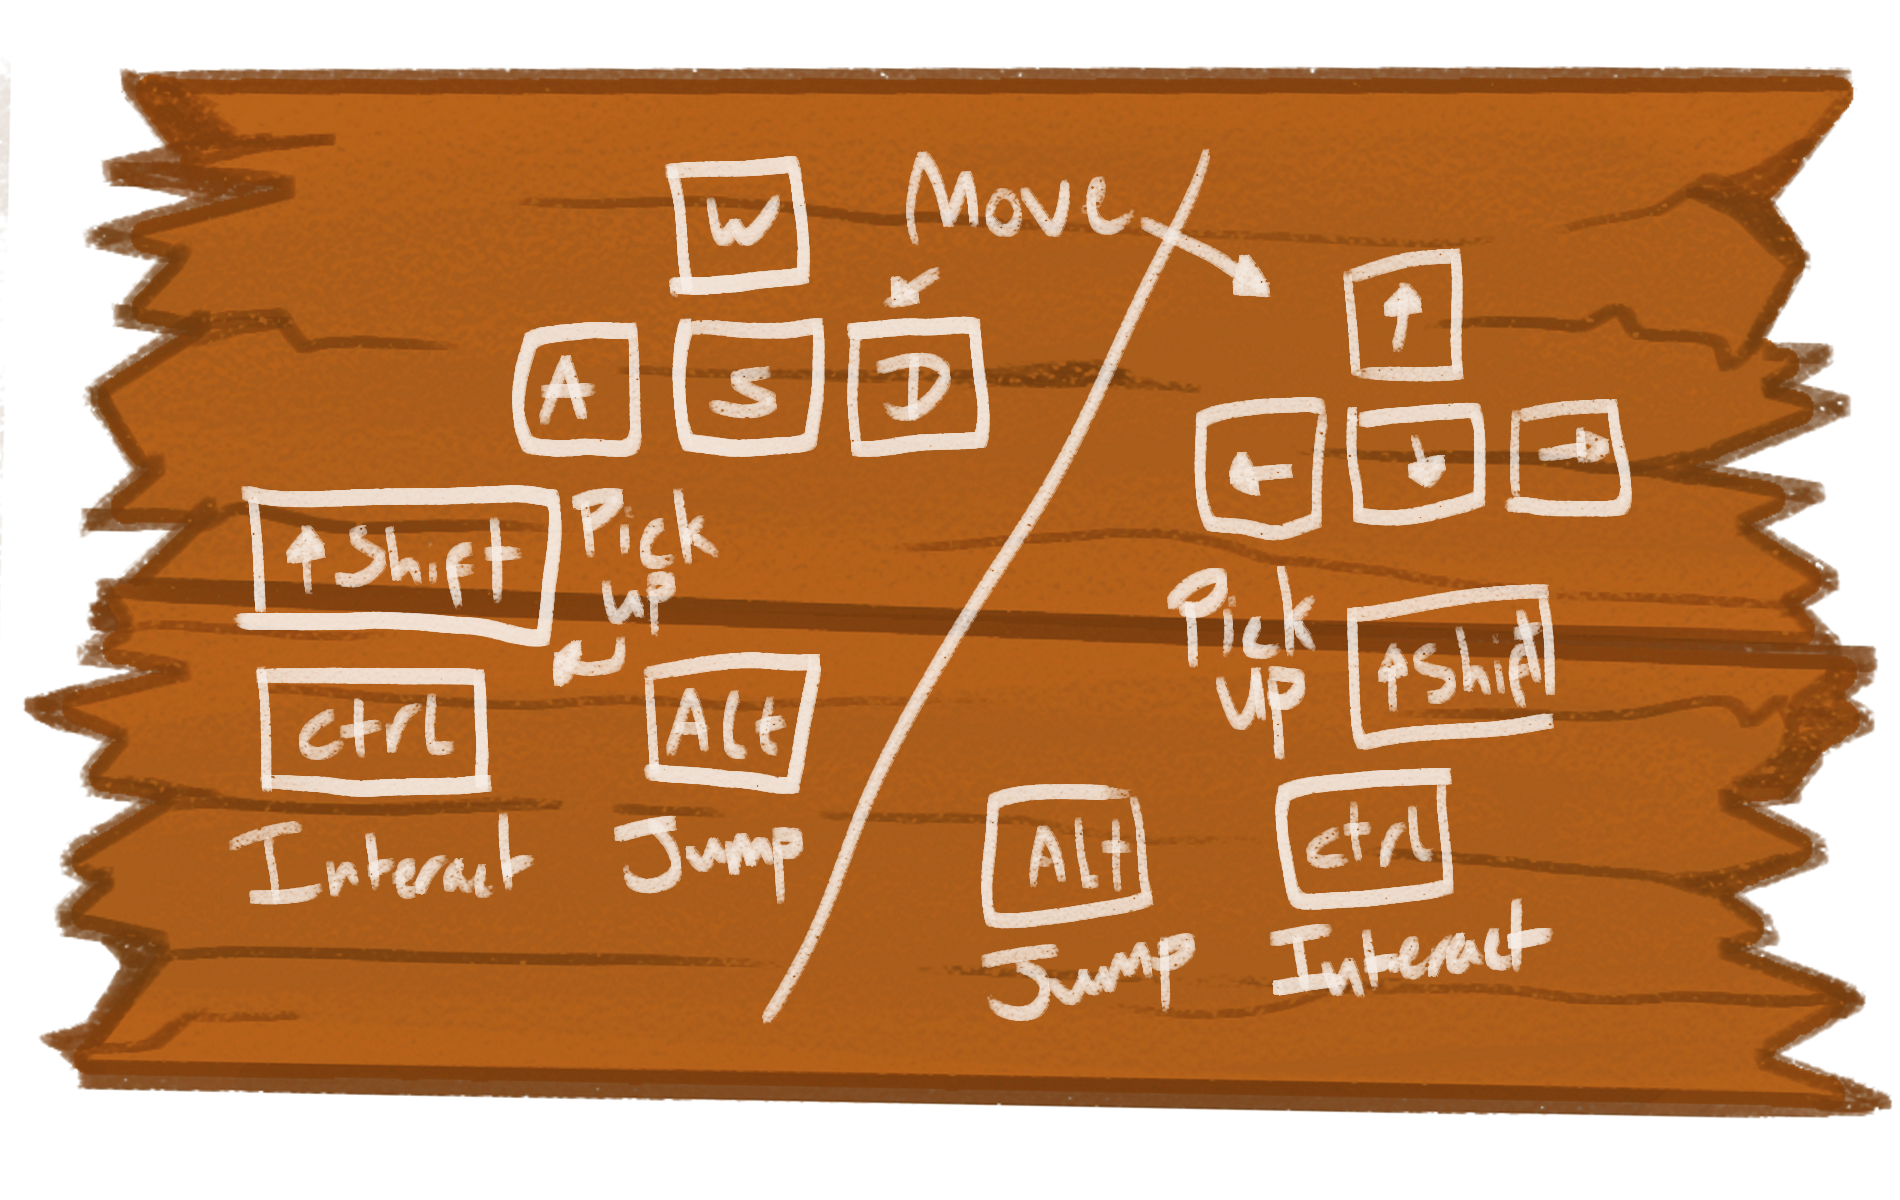 W Move
↑
A S D
← ↓ →
↑ Shift Pick up
Pick up ↑ Shift
Ctrl Alt
Interact Jump
Alt Ctrl
Jump Interact